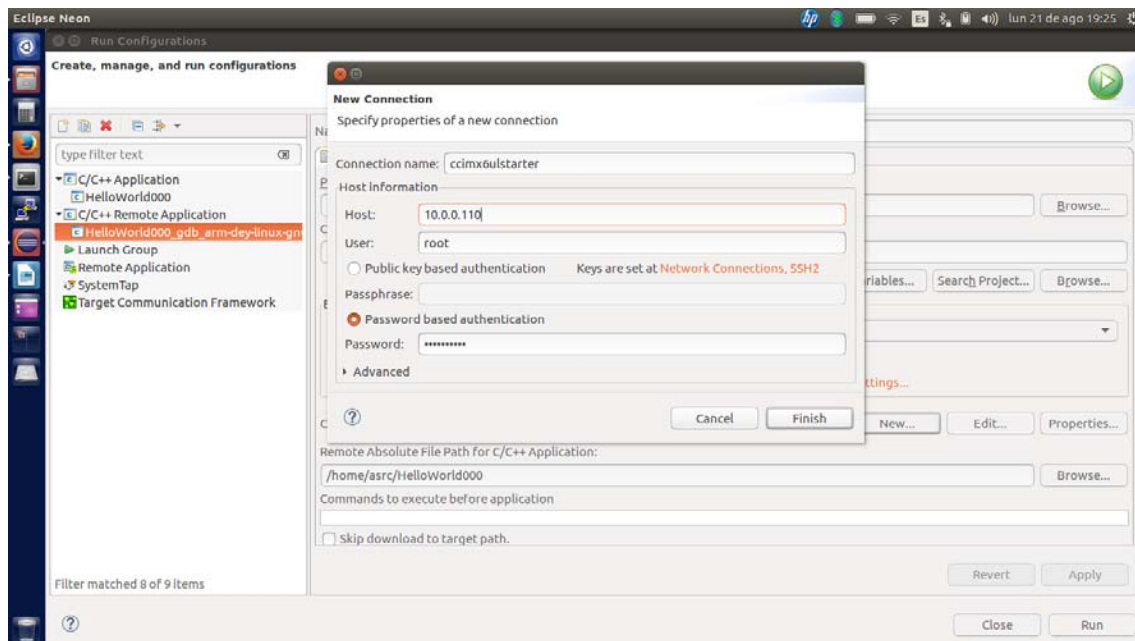 Eclipse Neon
hp Es lun 21 de ago 19:25
Run Configurations
Create, manage, and run configurations
New Connection
Specify properties of a new connection
type filter text
C/C++ Application
HelloWorld000
C/C++ Remote Application
HelloWorld000_gdb_arm-dey-linux-gn
Launch Group
Remote Application
SystemTap
Target Communication Framework
Filter matched 8 of 9 items
Connection name: ccimx6ulstarter
Host information
Host: 10.0.0.110
User: root
Public key based authentication Keys are set at Network Connections, SSH2
Passphrase:
Password based authentication
Password: ••••••••••
Advanced
Cancel Finish
Browse...
Search Project... Browse...
New... Edit... Properties...
Remote Absolute File Path for C/C++ Application:
/home/asrc/HelloWorld000
Browse...
Commands to execute before application
Skip download to target path.
Revert Apply
Close Run